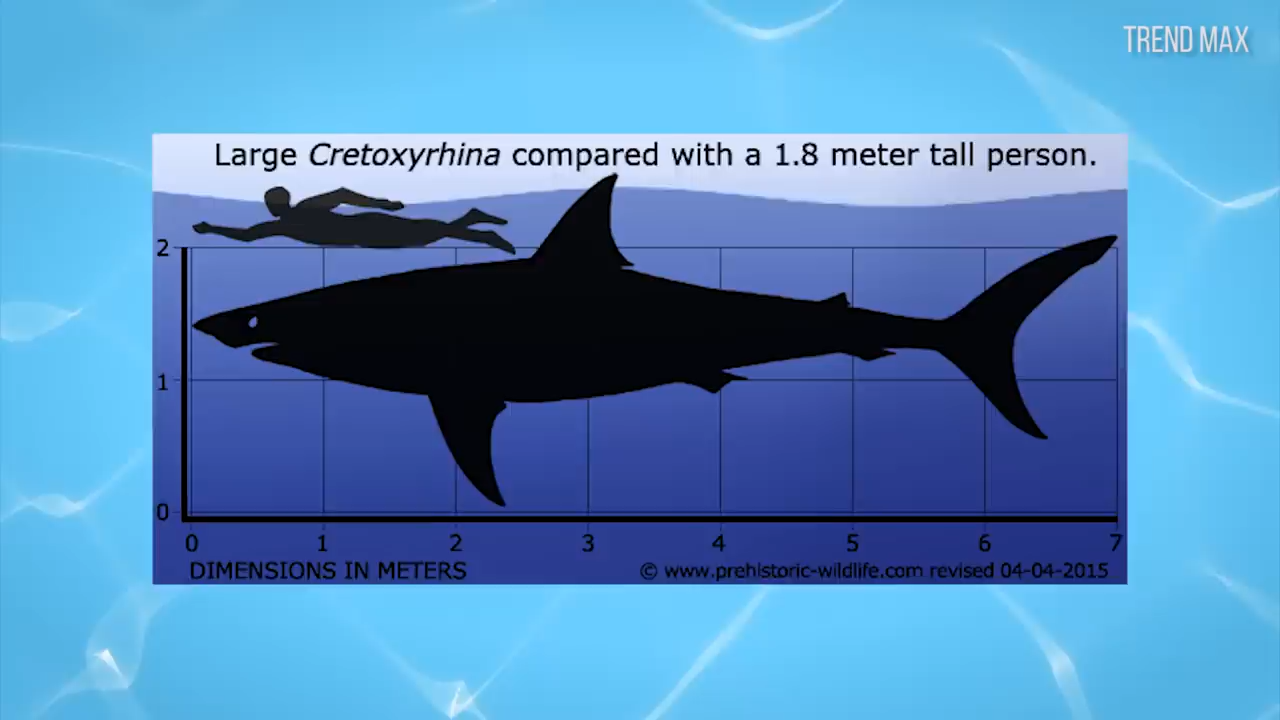 TREND MAX
Large Cretoxyrhina compared with a 1.8 meter tall person.
2
1
0
0 1 2 3 4 5 6 7
DIMENSIONS IN METERS © www.prehistoric-wildlife.com revised 04-04-2015